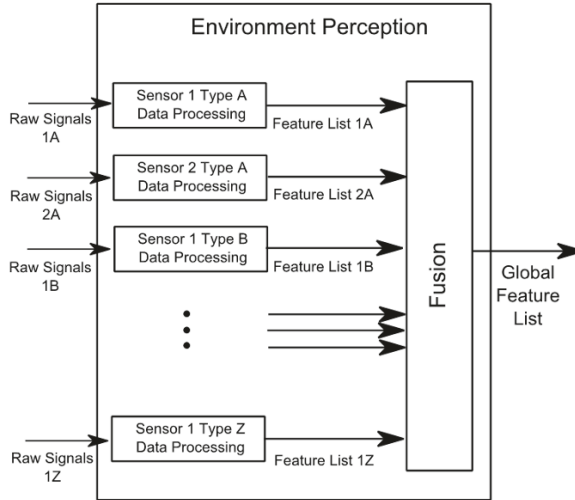 Environment Perception
Sensor 1 Type A
Data Processing
Raw Signals
1A
Feature List 1A
Sensor 2 Type A
Data Processing
Raw Signals
2A
Feature List 2A
Sensor 1 Type B
Data Processing
Raw Signals
1B
Feature List 1B
Fusion
Global
Feature
List
Sensor 1 Type Z
Data Processing
Raw Signals
1Z
Feature List 1Z